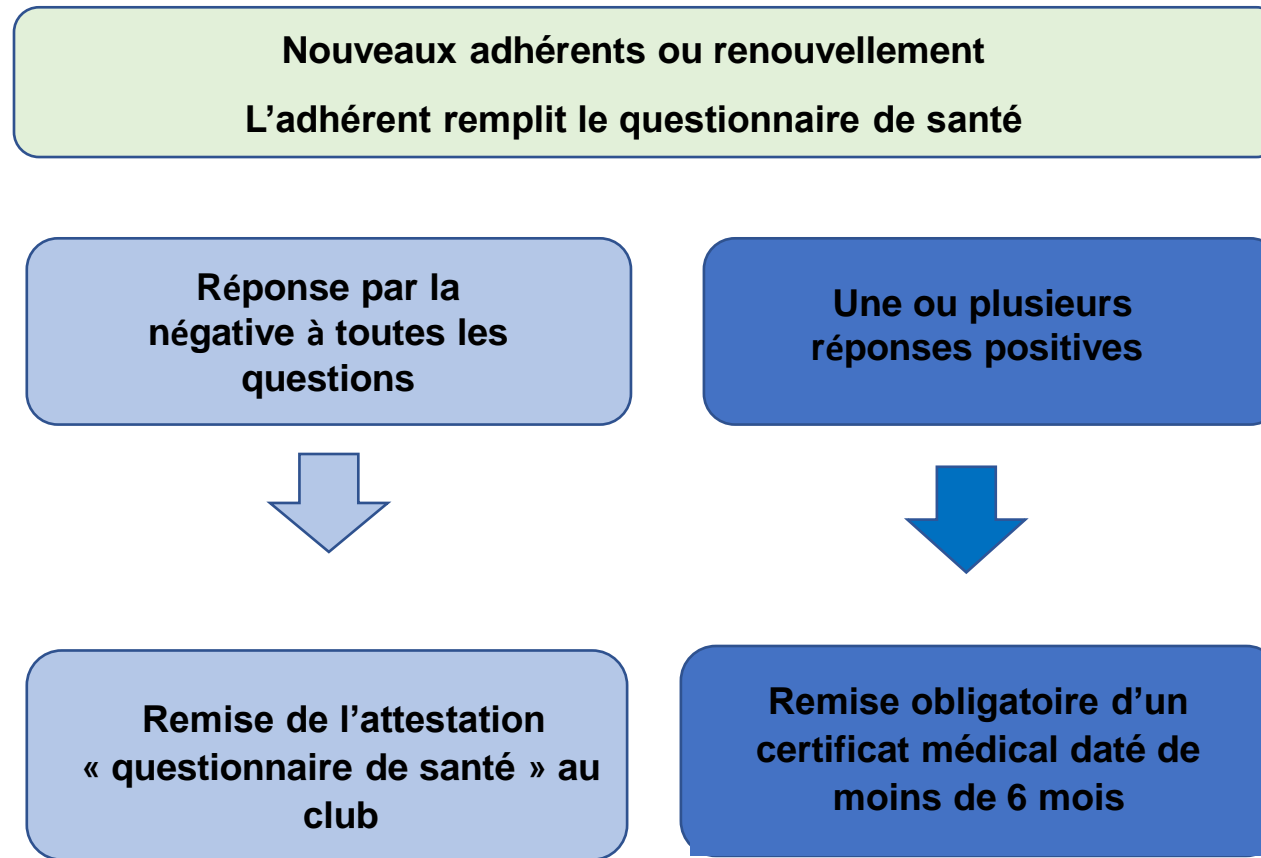 Nouveaux adhérents ou renouvellement
L’adhérent remplit le questionnaire de santé
Réponse par la
négative à toutes les
questions
Une ou plusieurs
réponses positives
Remise de l’attestation
« questionnaire de santé » au
club
Remise obligatoire d’un
certificat médical daté de
moins de 6 mois